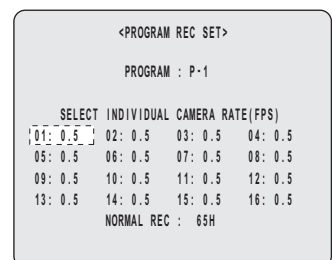 <PROGRAM REC SET>
PROGRAM : P-1
SELECT INDIVIDUAL CAMERA RATE(FPS)
01: 0.5 02: 0.5 03: 0.5 04: 0.5
05: 0.5 06: 0.5 07: 0.5 08: 0.5
09: 0.5 10: 0.5 11: 0.5 12: 0.5
13: 0.5 14: 0.5 15: 0.5 16: 0.5
NORMAL REC : 65H